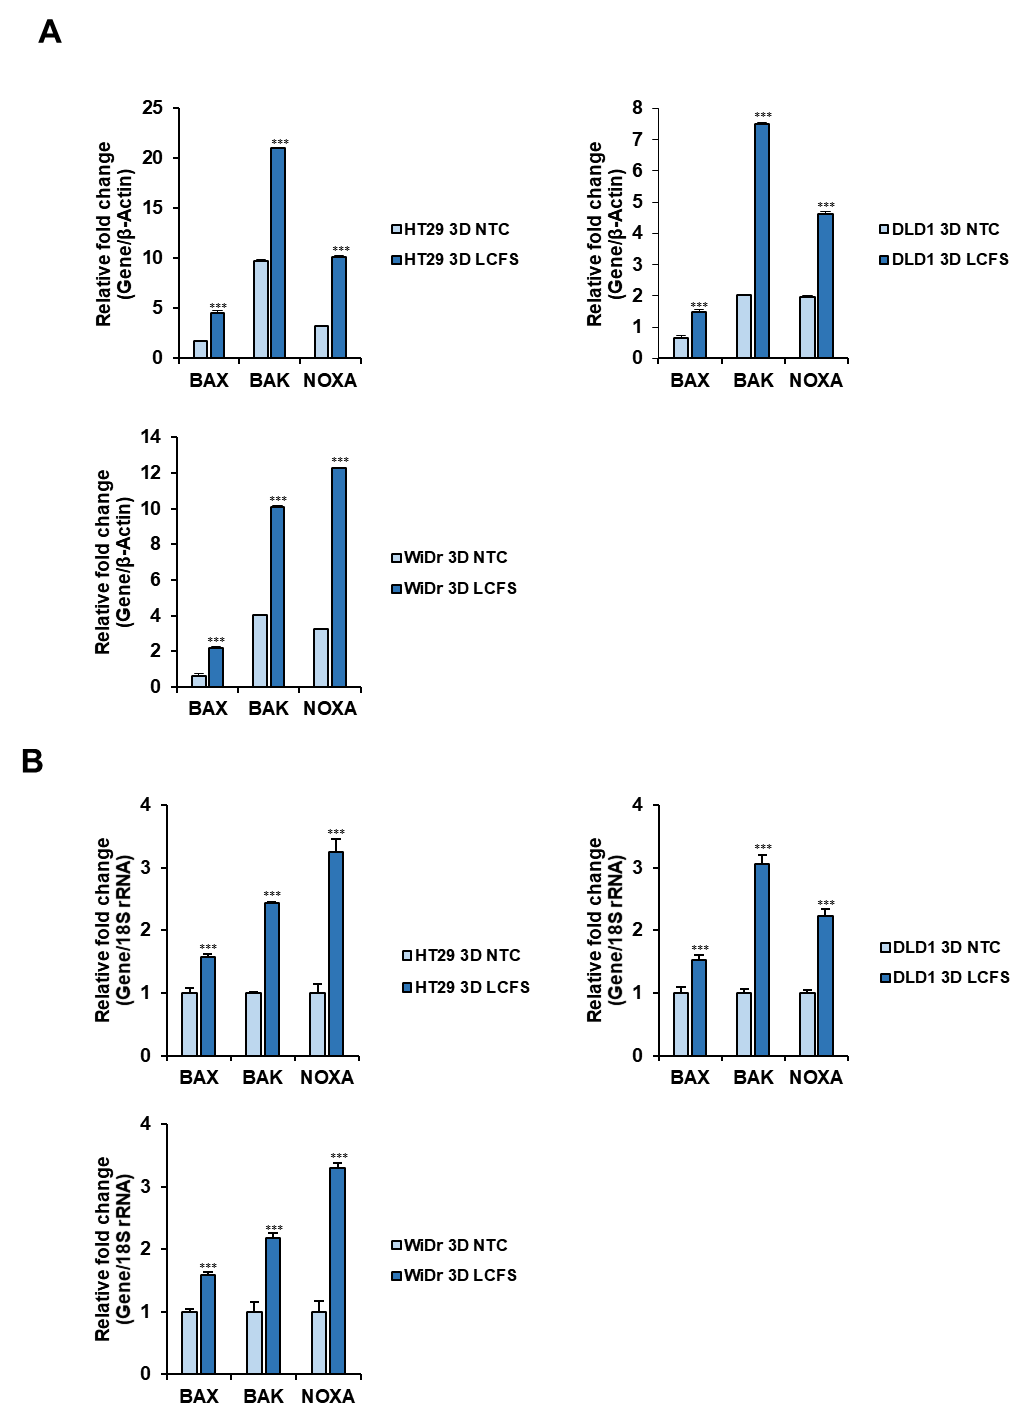 A
Relative fold change
(Gene/β-Actin)
25
20
15
10
5
0
***
***
***
BAX BAK NOXA
HT29 3D NTC
HT29 3D LCFS
Relative fold change
(Gene/β-Actin)
8
7
6
5
4
3
2
1
0
***
***
***
BAX BAK NOXA
DLD1 3D NTC
DLD1 3D LCFS
Relative fold change
(Gene/β-Actin)
14
12
10
8
6
4
2
0
***
***
***
BAX BAK NOXA
WiDr 3D NTC
WiDr 3D LCFS
B
Relative fold change
(Gene/18S rRNA)
4
3
2
1
0
***
***
***
BAX BAK NOXA
HT29 3D NTC
HT29 3D LCFS
Relative fold change
(Gene/18S rRNA)
4
3
2
1
0
***
***
***
BAX BAK NOXA
DLD1 3D NTC
DLD1 3D LCFS
Relative fold change
(Gene/18S rRNA)
4
3
2
1
0
***
***
***
BAX BAK NOXA
WiDr 3D NTC
WiDr 3D LCFS